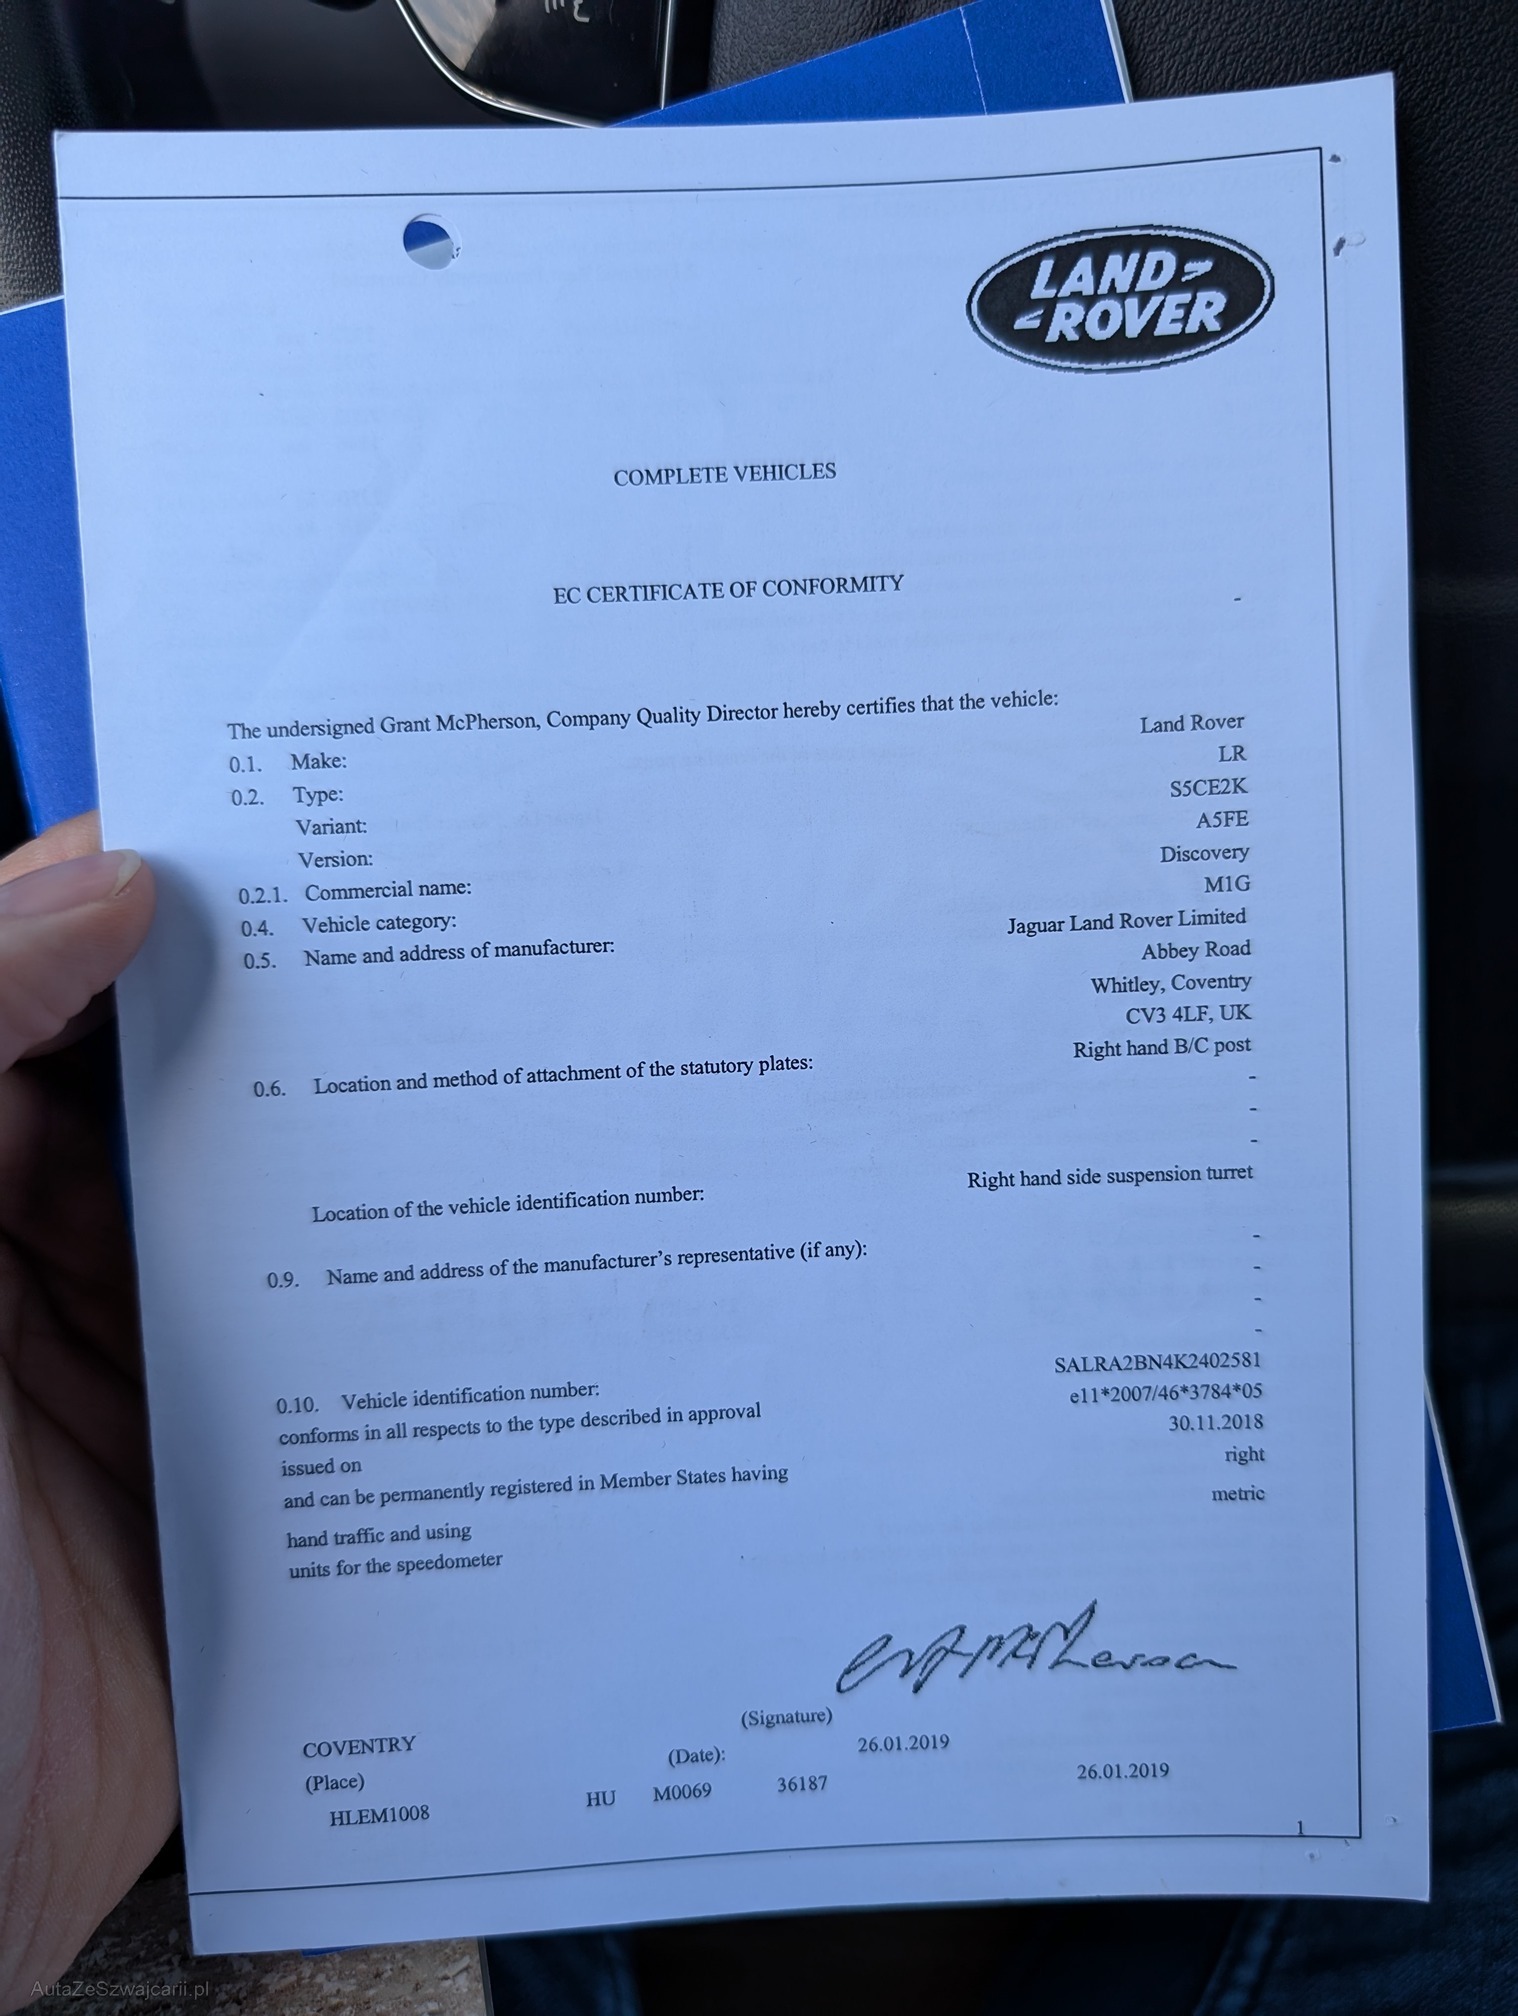 LAND
ROVER
COMPLETE VEHICLES
EC CERTIFICATE OF CONFORMITY
-
The undersigned Grant McPherson, Company Quality Director hereby certifies that the vehicle:
0.1. Make: Land Rover
0.2. Type: LR
Variant: S5CE2K
Version: A5FE
0.2.1. Commercial name: Discovery
0.4. Vehicle category: M1G
0.5. Name and address of manufacturer: Jaguar Land Rover Limited
Abbey Road
Whitley, Coventry
CV3 4LF, UK
0.6. Location and method of attachment of the statutory plates: Right hand B/C post
-
-
-
Location of the vehicle identification number: Right hand side suspension turret
0.9. Name and address of the manufacturer's representative (if any): -
-
-
-
0.10. Vehicle identification number: SALRA2BN4K2402581
conforms in all respects to the type described in approval e11*2007/46*3784*05
issued on 30.11.2018
and can be permanently registered in Member States having right
hand traffic and using metric
units for the speedometer
(Signature)
COVENTRY (Date): 26.01.2019
(Place)
HLEM1008 HU M0069 36187 26.01.2019
1
AutaZeSzwajcarii.pl